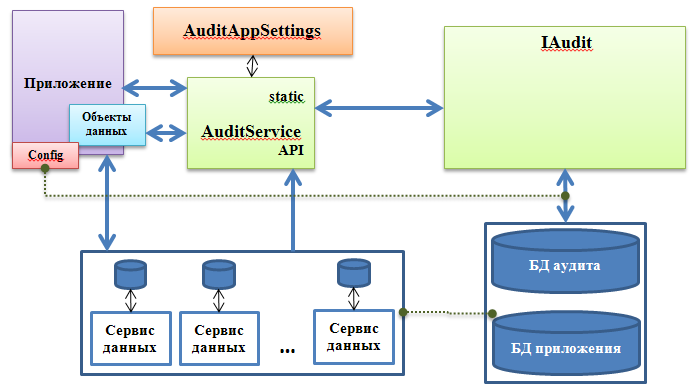 AuditAppSettings
IAudit
Приложение
static
Объекты
данных
AuditService
API
Config
БД аудита
Сервис
данных
Сервис
данных
...
Сервис
данных
БД приложения